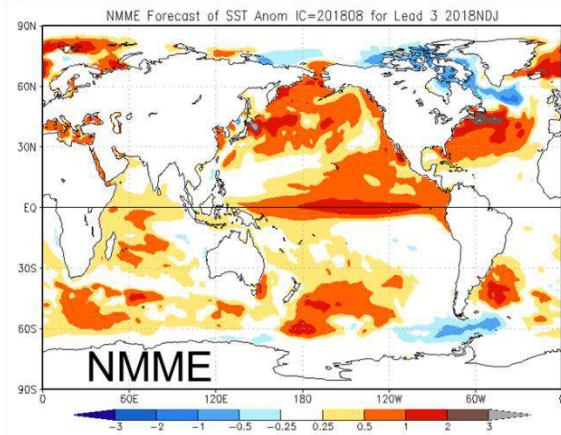 NMME Forecast of SST Anom IC=201808 for Lead 3 2018NDJ
90N
60N
30N
EQ
30S
60S
90S
NMME
0 60E 120E 180 120W 60W 0
-3 -2 -1 -0.5 -0.25 0.25 0.5 1 2 3